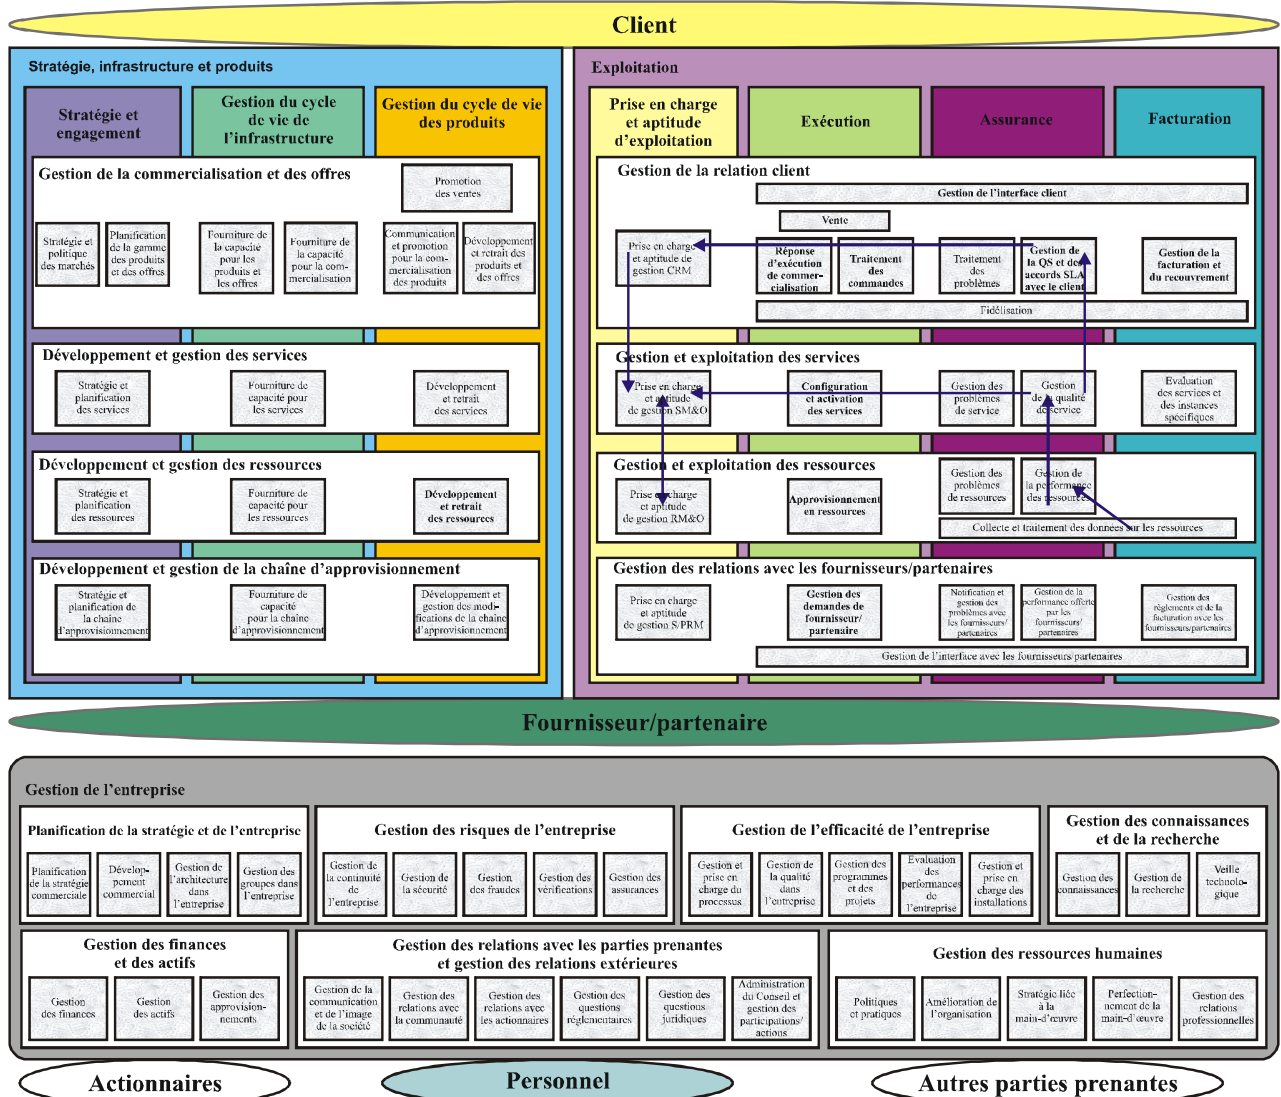 Client
Stratégie, infrastructure et produits
Stratégie et
engagement
Gestion du cycle
de vie de
l'infrastructure
Gestion du cycle de vie
des produits
Gestion de la commercialisation et des offres
Promotion
des ventes
Stratégie et
politique
des marchés
Planification
de la gamme
des produits
et des offres
Fourniture de
la capacité
pour les
produits et
les offres
Fourniture de
la capacité
pour la com-
mercialisation
Communication
et promotion
pour la com-
mercialisation
des produits
Développement
et retrait des
produits et
des offres
Développement et gestion des services
Stratégie et
planification
des services
Fourniture de
capacité pour
les services
Développement
et retrait
des services
Développement et gestion des ressources
Stratégie et
planification
des ressources
Fourniture de
capacité pour
les ressources
Développement
et retrait
des ressources
Développement et gestion de la chaîne d'approvisionnement
Stratégie et
planification de
la chaîne
d'approvisionnement
Fourniture de
capacité
pour la chaîne
d'approvisionnement
Développement et
gestion des modi-
fications de la chaîne
d'approvisionnement
Exploitation
Prise en charge
et aptitude
d'exploitation
Exécution
Assurance
Facturation
Gestion de la relation client
Gestion de l'interface client
Vente
Prise en charge
et aptitude de
gestion CRM
Réponse
d'exécution
de commer-
cialisation
Traitement
des
commandes
Traitement
des
problèmes
Gestion de
la QS et des
accords SLA
avec le client
Gestion de la
facturation et
du recouvrement
Fidélisation
Gestion et exploitation des services
Prise en charge
et aptitude
de gestion SM&O
Configuration
et activation
des services
Gestion des
problèmes
de service
Gestion
de la qualité
de service
Evaluation
des services et
des instances
spécifiques
Gestion et exploitation des ressources
Prise en charge
et aptitude
de gestion RM&O
Approvisionnement
en ressources
Gestion des
problèmes
de ressources
Gestion de
la performance
des ressources
Collecte et traitement des données sur les ressources
Gestion des relations avec les fournisseurs/partenaires
Prise en charge
et aptitude
de gestion S/PRM
Gestion des
demandes de
fournisseur/
partenaire
Notification et
gestion des
problèmes avec
les fournisseurs/
partenaires
Gestion de la
performance offerte
par les
fournisseurs/
partenaires
Gestion des
règlements et de la
facturation avec les
fournisseurs/partenaires
Gestion de l'interface avec les fournisseurs/partenaires
Fournisseur/partenaire
Gestion de l'entreprise
Planification de la stratégie et de l'entreprise
Planification
de la stratégie
commerciale
Dévelop-
pement
commercial
Gestion de
l'architecture
dans
l'entreprise
Gestion des
groupes dans
l'entreprise
Gestion des risques de l'entreprise
Gestion de
la continuité
de
l'entreprise
Gestion de
la sécurité
Gestion
des fraudes
Gestion des
vérifications
Gestion des
assurances
Gestion de l'efficacité de l'entreprise
Gestion et
prise en
charge du
processus
Gestion de
la qualité
dans
l'entreprise
Gestion des
programmes
et des
projets
Evaluation
des
performances
de
l'entreprise
Gestion et
prise en
charge des
installations
Gestion des connaissances
et de la recherche
Gestion des
connaissances
Gestion de
la recherche
Veille
technolo-
gique
Gestion des finances
et des actifs
Gestion
des finances
Gestion
des actifs
Gestion des
approvision-
nements
Gestion des relations avec les parties prenantes
et gestion des relations extérieures
Gestion de la
communication
et de l'image
de la société
Gestion des
relations avec
la communauté
Gestion des
relations avec
les actionnaires
Gestion des
questions
réglementaires
Gestion des
questions
juridiques
Administration
du Conseil et
gestion des
participations/
actions
Gestion des ressources humaines
Politiques
et pratiques
Amélioration de
l'organisation
Stratégie liée
à la
main-d'œuvre
Perfection-
nement de la
main-d'œuvre
Gestion des
relations
professionnelles
Actionnaires
Personnel
Autres parties prenantes